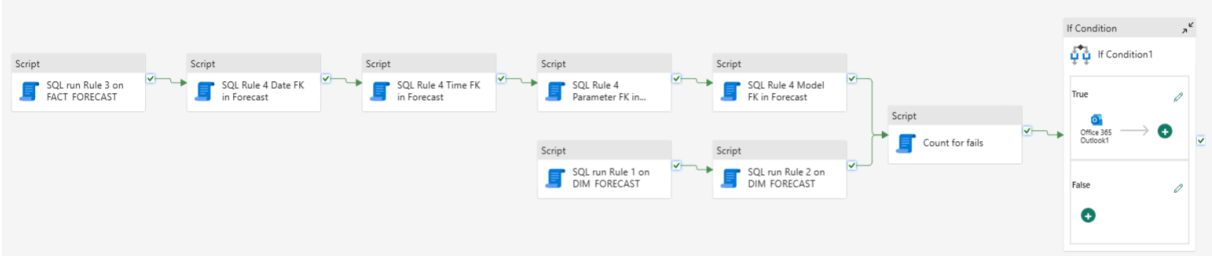 If Condition
If Condition1
True
Office 365
Outlook1
False
Script
SQL run Rule 3 on
FACT FORECAST
Script
SQL Rule 4 Date FK
in Forecast
Script
SQL Rule 4 Time FK
in Forecast
Script
SQL Rule 4
Parameter FK in...
Script
SQL Rule 4 Model
FK in Forecast
Script
Count for fails
Script
SQL run Rule 1 on
DIM FORECAST
Script
SQL run Rule 2 on
DIM FORECAST